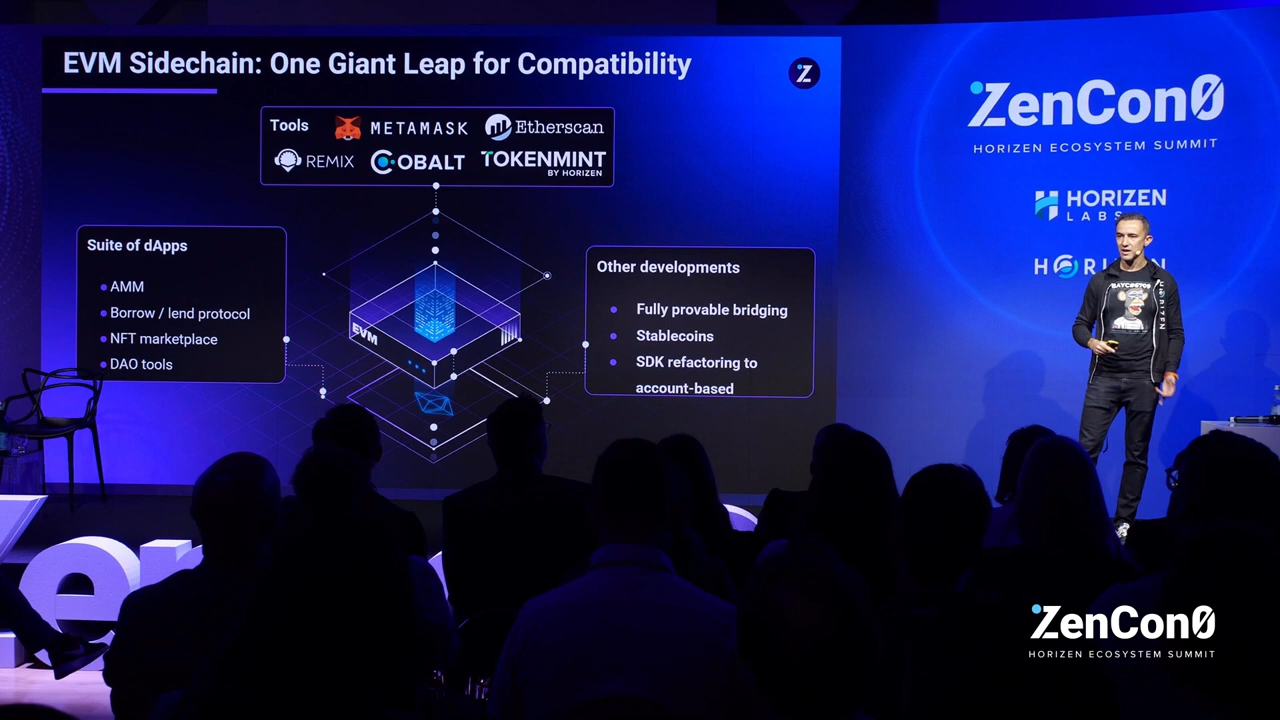 EVM Sidechain: One Giant Leap for Compatibility
Tools
METAMASK
Etherscan
REMIX
COBALT
TOKENMINT
BY HORIZEN
Suite of dApps
AMM
Borrow / lend protocol
NFT marketplace
DAO tools
EVM
Other developments
Fully provable bridging
Stablecoins
SDK refactoring to
account-based
ZenCon0
HORIZEN ECOSYSTEM SUMMIT
HORIZEN
LABS
ZenCon0
HORIZEN ECOSYSTEM SUMMIT